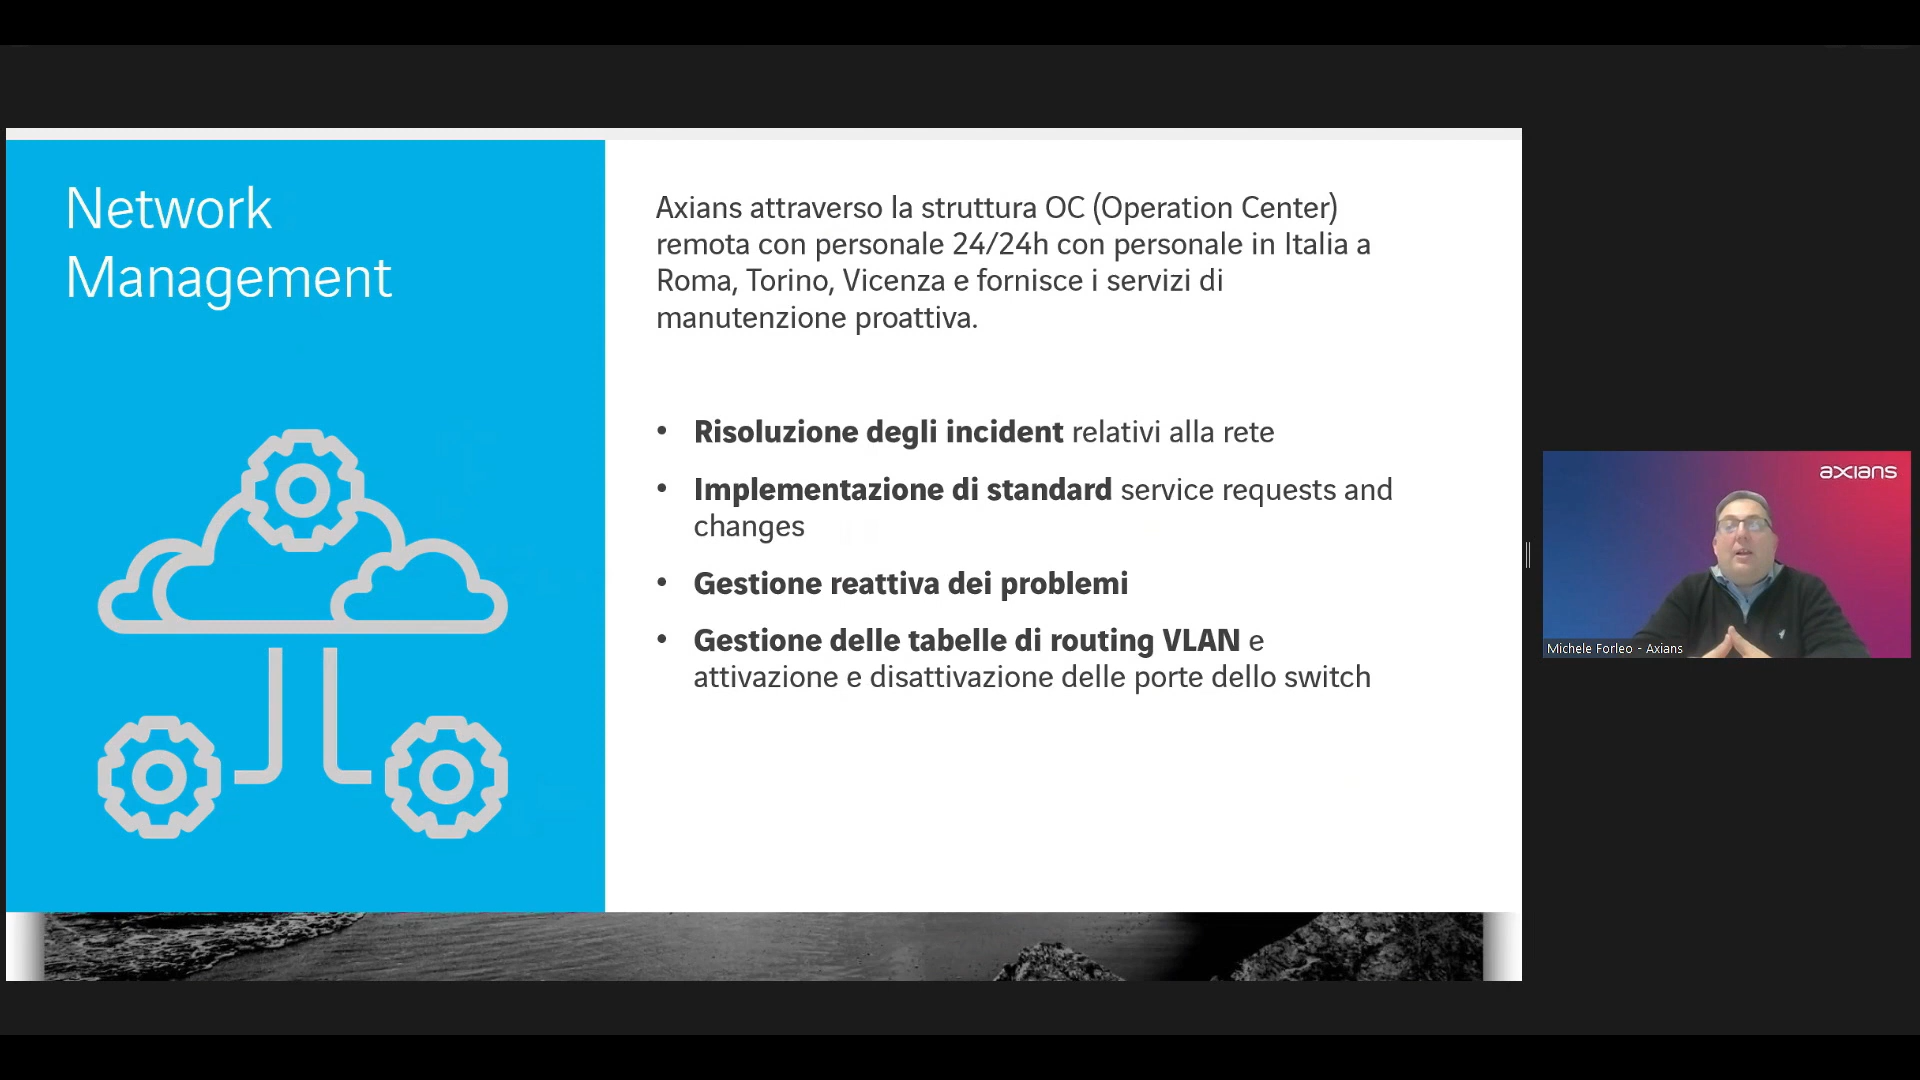 Network
Management
Axians attraverso la struttura OC (Operation Center)
remota con personale 24/24h con personale in Italia a
Roma, Torino, Vicenza e fornisce i servizi di
manutenzione proattiva.
• Risoluzione degli incident relativi alla rete
• Implementazione di standard service requests and
changes
• Gestione reattiva dei problemi
• Gestione delle tabelle di routing VLAN e
attivazione e disattivazione delle porte dello switch
axians
Michele Forleo - Axians